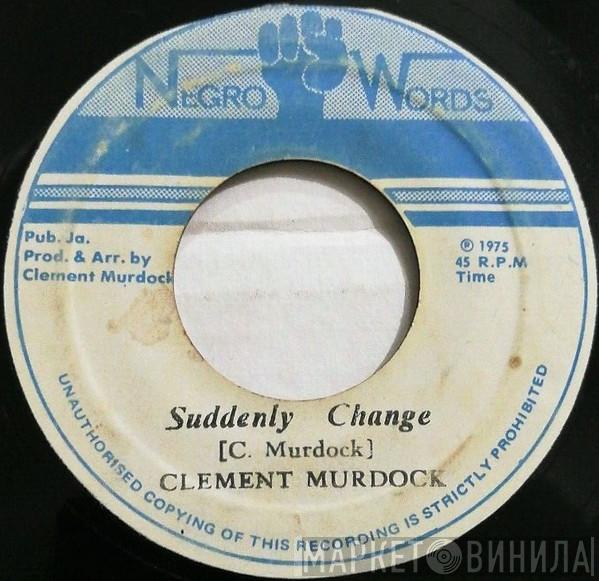 NEGRO WORDS
Pub. Ja.
Prod. & Arr. by
Clement Murdock
℗ 1975
45 R.P.M
Time
Suddenly Change
[C. Murdock]
CLEMENT MURDOCK
UNAUTHORISED COPYING OF THIS RECORDING IS STRICTLY PROHIBITED
МАРКЕТ ВИНИЛА